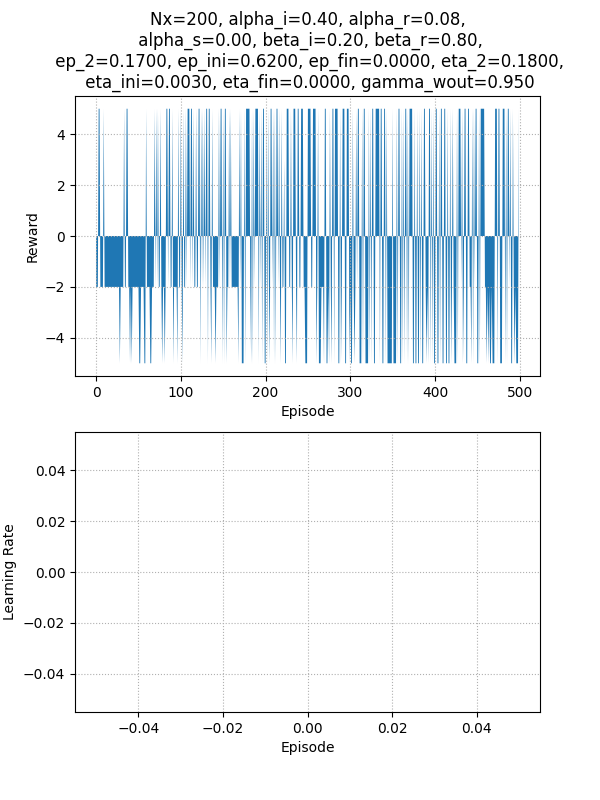 Nx=200, alpha_i=0.40, alpha_r=0.08,
alpha_s=0.00, beta_i=0.20, beta_r=0.80,
ep_2=0.1700, ep_ini=0.6200, ep_fin=0.0000, eta_2=0.1800,
eta_ini=0.0030, eta_fin=0.0000, gamma_wout=0.950
4
2
0
−2
−4
Reward
0 100 200 300 400 500
Episode
0.04
0.02
0.00
−0.02
−0.04
Learning Rate
−0.04 −0.02 0.00 0.02 0.04
Episode